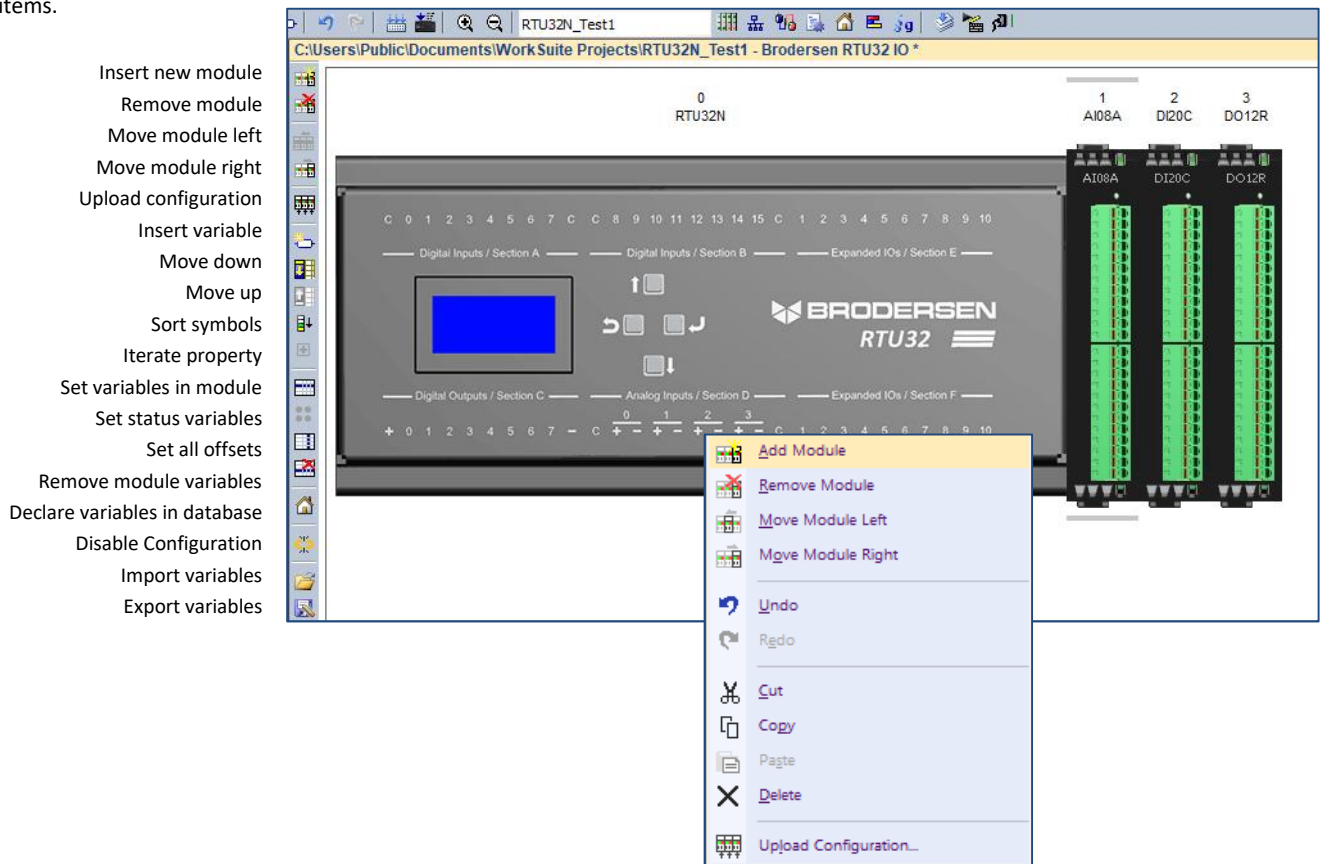 items.
RTU32N_Test1
C:\Users\Public\Documents\WorkSuite Projects\RTU32N_Test1 - Brodersen RTU32 IO *
Insert new module
Remove module
Move module left
Move module right
Upload configuration
Insert variable
Move down
Move up
Sort symbols
Iterate property
Set variables in module
Set status variables
Set all offsets
Remove module variables
Declare variables in database
Disable Configuration
Import variables
Export variables
0 1 2 3
RTU32N AI08A DI20C DO12R
AI08A DI20C DO12R
C 0 1 2 3 4 5 6 7 C C 8 9 10 11 12 13 14 15 C 1 2 3 4 5 6 7 8 9 10
Digital Inputs / Section A Digital Inputs / Section B Expanded IOs / Section E
BRODERSEN
RTU32
Digital Outputs / Section C Analog Inputs / Section D Expanded IOs / Section F
0 1 2 3
+ 0 1 2 3 4 5 6 7 - C + - + - + - + - C 1 2 3 4 5 6 7 8 9 10
Add Module
Remove Module
Move Module Left
Move Module Right
Undo
Redo
Cut
Copy
Paste
Delete
Upload Configuration...